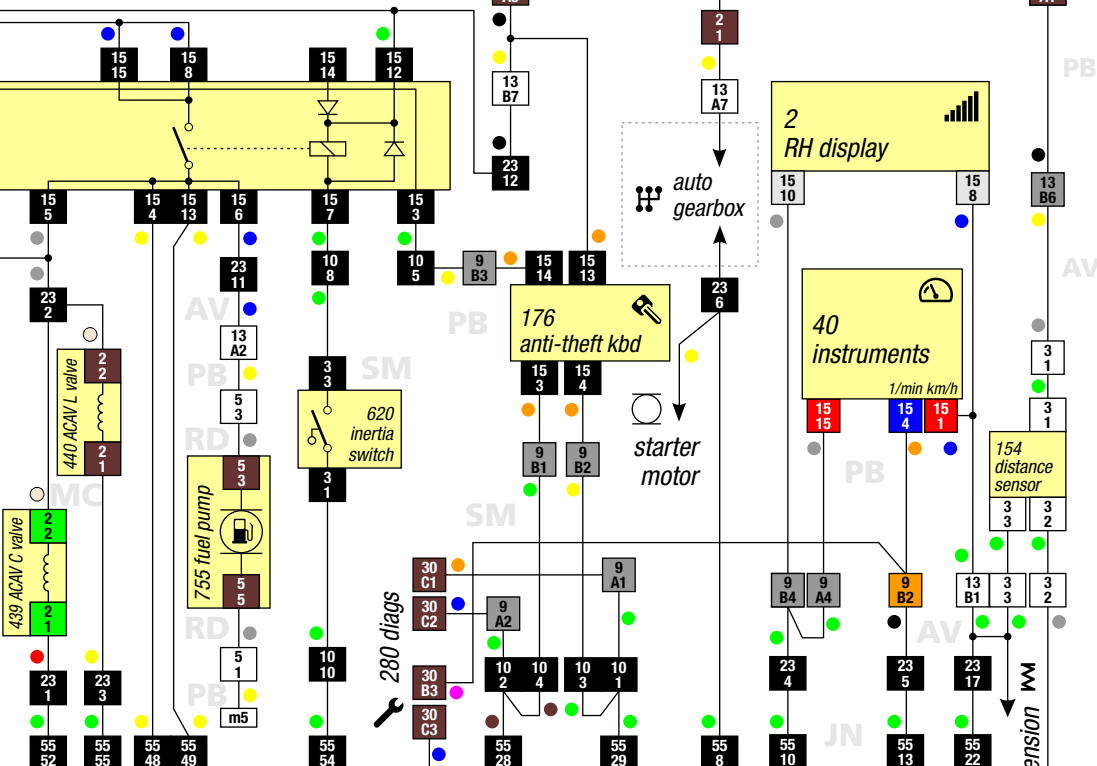 A3
2
1
A1
15
15
15
8
15
14
15
12
13
B7
13
A7
PB
23
12
2
RH display
auto
gearbox
15
10
15
8
13
B6
15
5
15
4
15
13
15
6
15
7
15
3
23
11
10
8
10
5
9
B3
15
14
15
13
AV
23
2
AV
23
6
PB
176
anti-theft kbd
40
instruments
1/min km/h
13
A2
PB
SM
3
3
3
1
440 ACAV L valve
2
2
2
1
5
3
RD
620
inertia
switch
15
3
15
4
15
15
15
4
15
1
3
1
starter
motor
154
distance
sensor
PB
9
B1
9
B2
5
3
3
1
MC
SM
3
3
3
2
439 ACAV C valve
2
2
2
1
755 fuel pump
5
5
RD
280 diags
30
C1
30
C2
9
A1
9
A2
9
B4
9
A4
9
B2
13
B1
3
3
3
2
AV
5
1
10
10
30
B3
30
C3
10
2
10
4
10
3
10
1
23
4
23
5
23
17
23
1
23
3
PB
m5
JN
ension
55
52
55
55
55
48
55
49
55
54
55
28
55
29
55
8
55
10
55
13
55
22